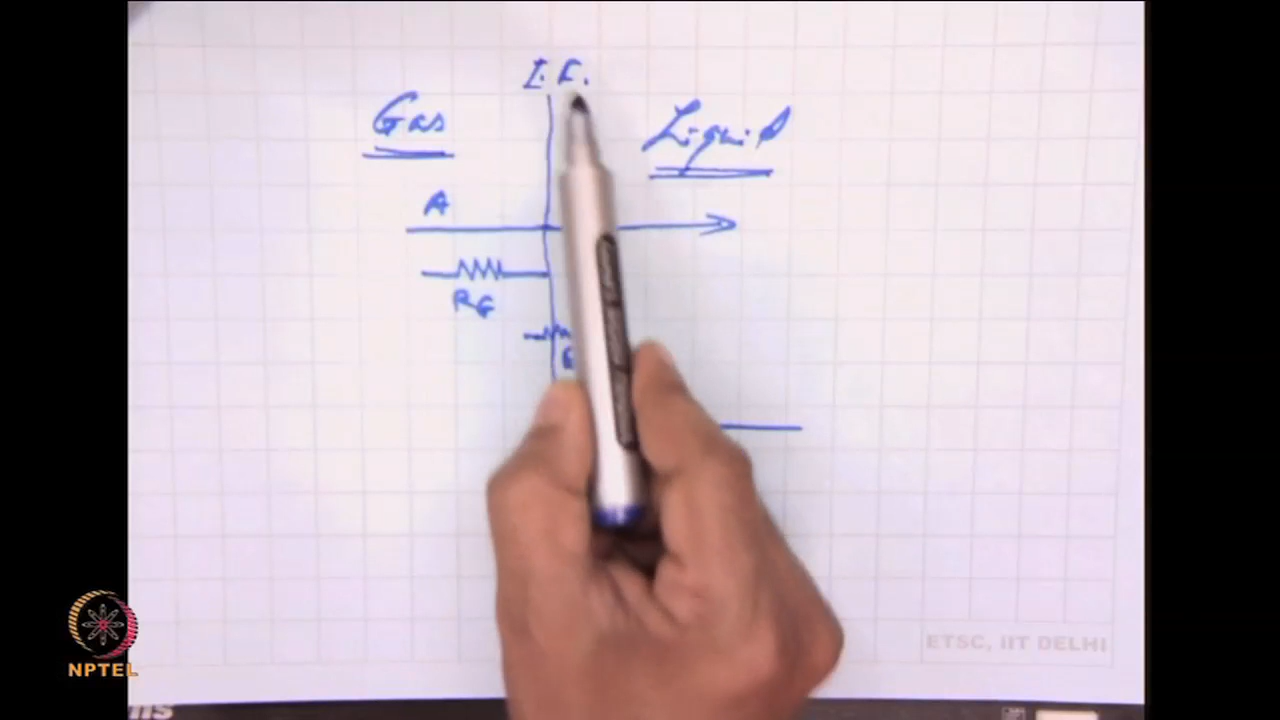 I.F.
Gas
Liquid
A
RG
ETSC, IIT DELHI
NPTEL